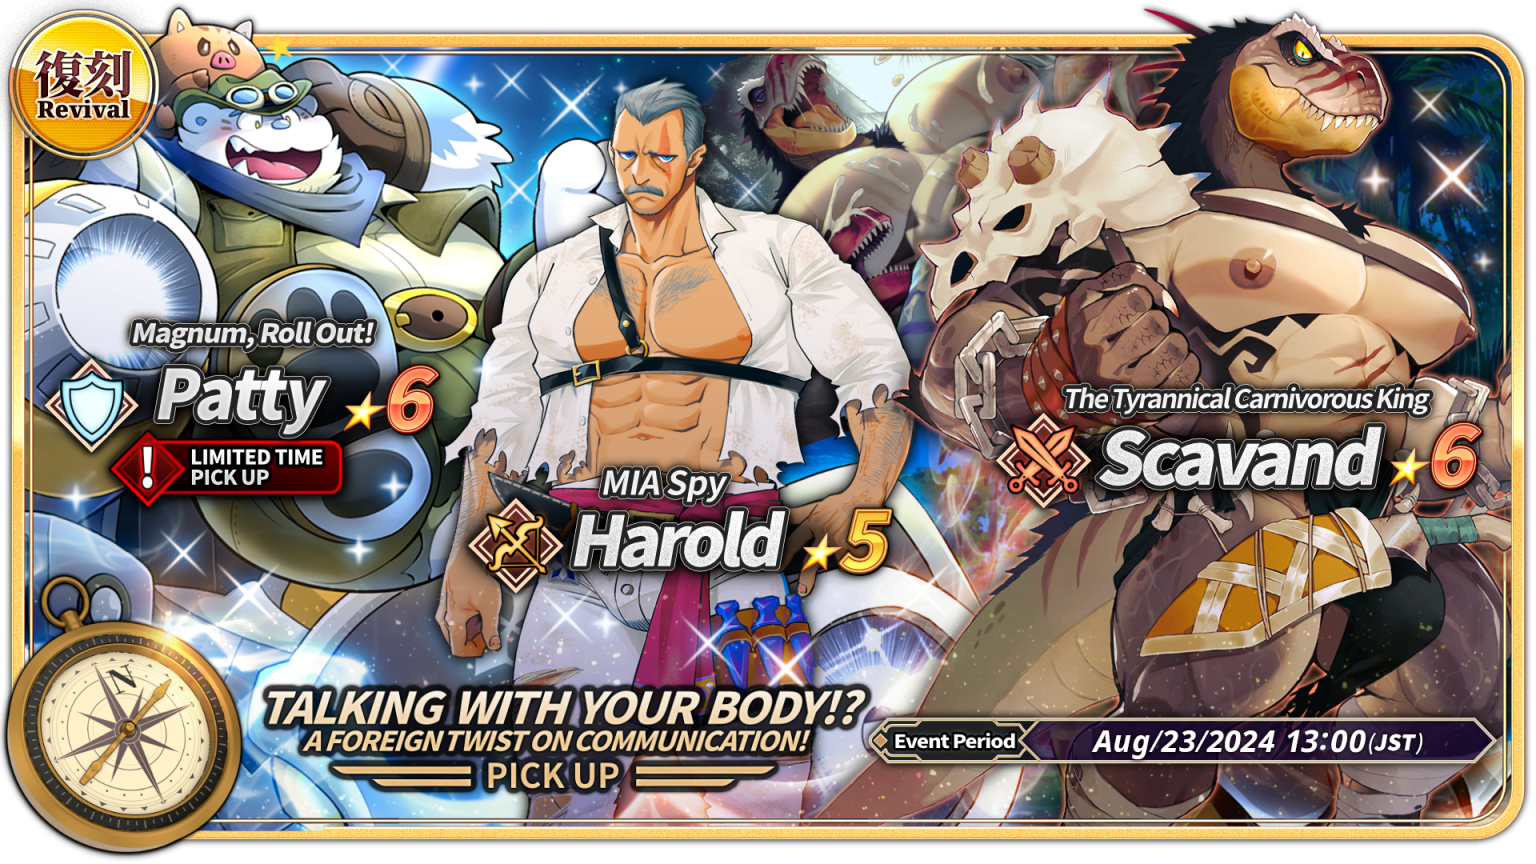 復刻
Revival
Magnum, Roll Out!
Patty 6
!
LIMITED TIME
PICK UP
MIA Spy
Harold 5
The Tyrannical Carnivorous King
Scavand 6
N
TALKING WITH YOUR BODY!?
A FOREIGN TWIST ON COMMUNICATION!
PICK UP
Event Period
Aug/23/2024 13:00(JST)